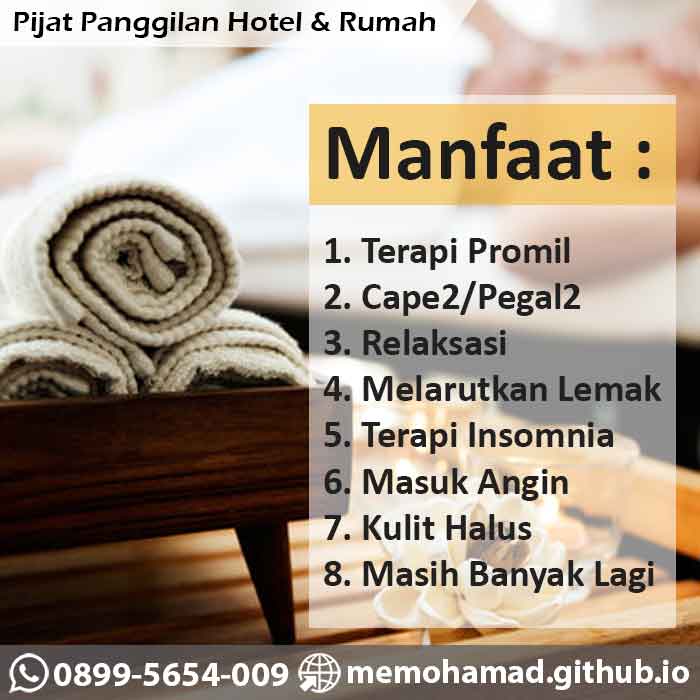 Pijat Panggilan Hotel & Rumah
Manfaat :
1. Terapi Promil
2. Cape2/Pegal2
3. Relaksasi
4. Melarutkan Lemak
5. Terapi Insomnia
6. Masuk Angin
7. Kulit Halus
8. Masih Banyak Lagi
0899-5654-009 memohamad.github.io